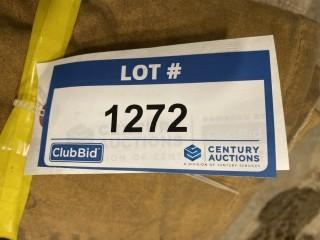 LOT #
1272
ClubBid
CENTURY
AUCTIONS
A DIVISION OF CENTURY SERVICES